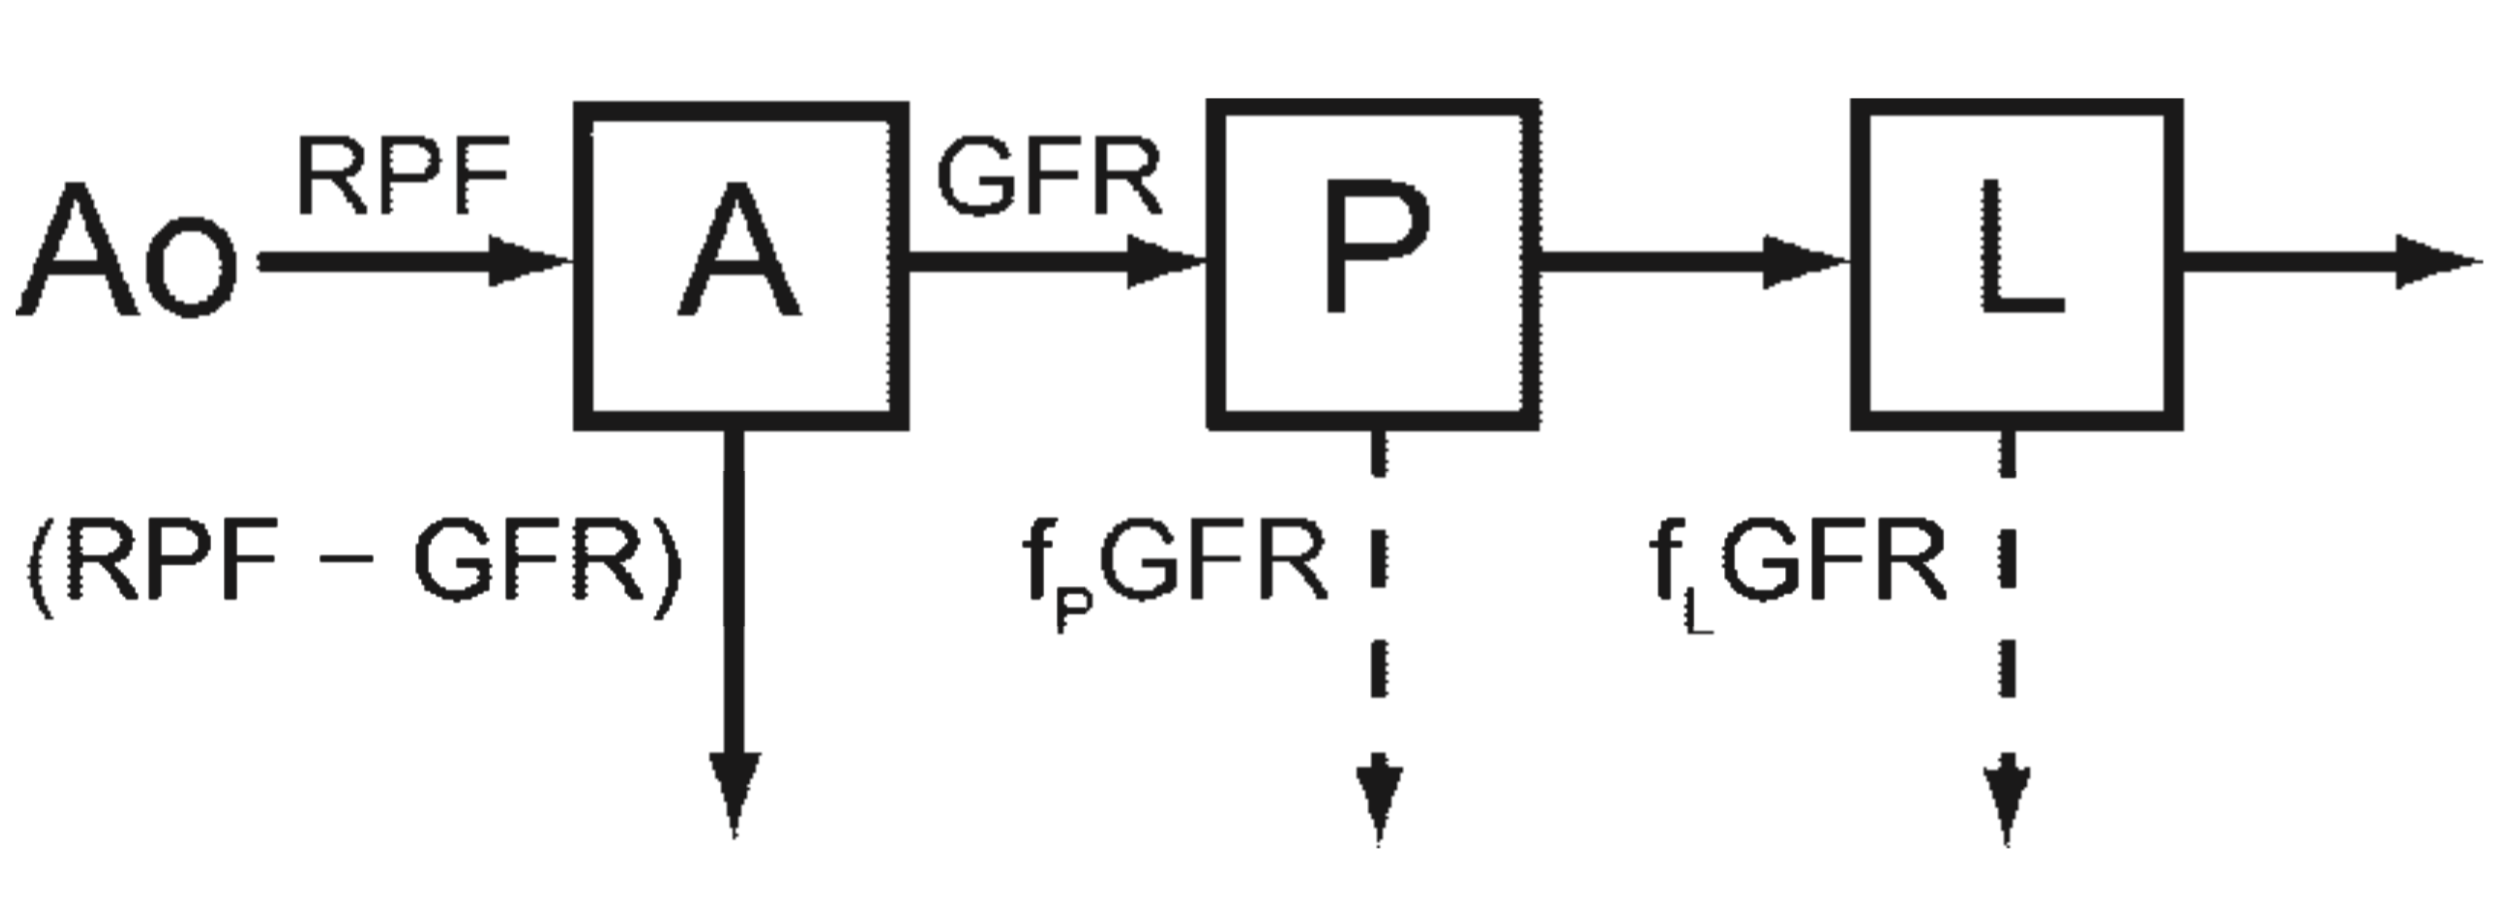 Ao RPF A GFR P L
(RPF − GFR) fPGFR fLGFR